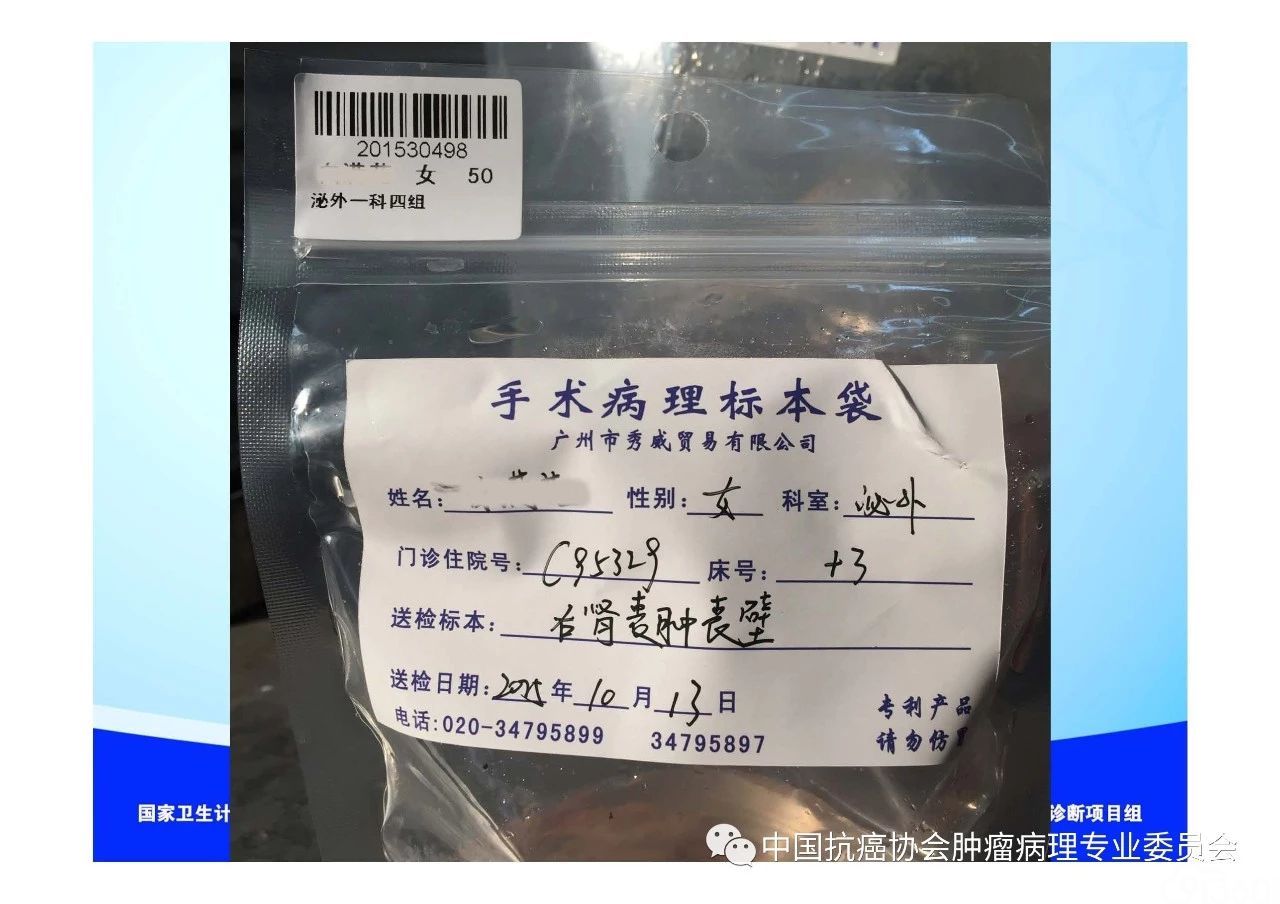 201530498
女 50
泌外一科四组
手术病理标本袋
广州市秀威贸易有限公司
姓名: 性别: 女 科室: 泌外
门诊住院号: C95329 床号: +3
送检标本: 右肾囊肿囊壁
送检日期: 2015年10月13日
专利产品
电话:020-34795899 34795897
请勿仿冒
国家卫生计
诊断项目组
中国抗癌协会肿瘤病理专业委员会